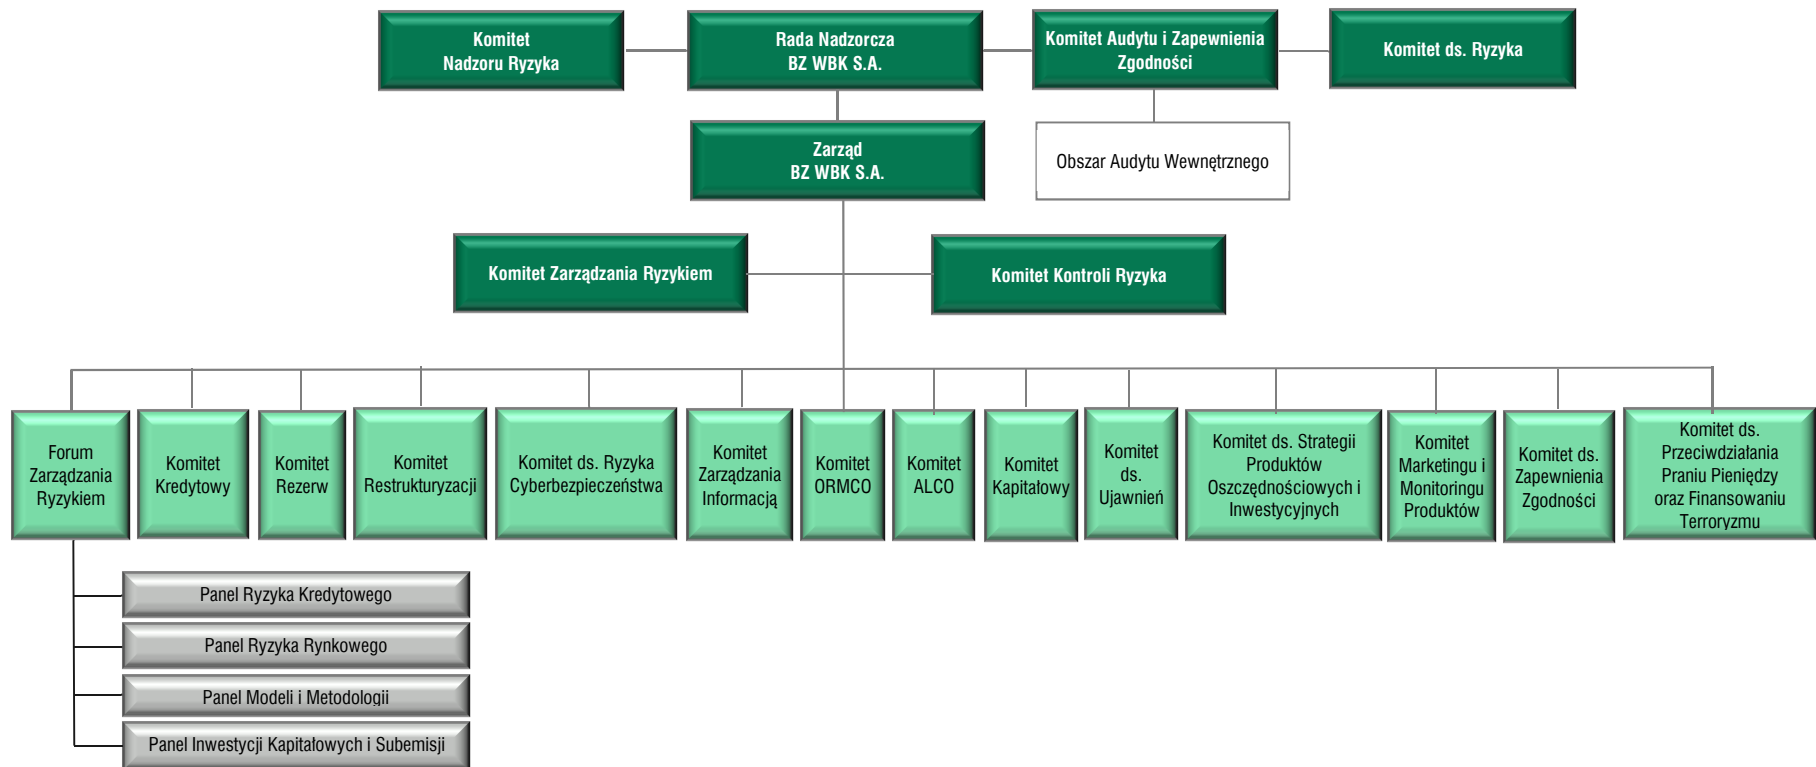 Komitet
Nadzoru Ryzyka
Rada Nadzorcza
BZ WBK S.A.
Komitet Audytu i Zapewnienia
Zgodności
Komitet ds. Ryzyka
Zarząd
BZ WBK S.A.
Obszar Audytu Wewnętrznego
Komitet Zarządzania Ryzykiem
Komitet Kontroli Ryzyka
Forum
Zarządzania
Ryzykiem
Komitet
Kredytowy
Komitet
Rezerw
Komitet
Restrukturyzacji
Komitet ds. Ryzyka
Cyberbezpieczeństwa
Komitet
Zarządzania
Informacją
Komitet
ORMCO
Komitet
ALCO
Komitet
Kapitałowy
Komitet
ds.
Ujawnień
Komitet ds. Strategii
Produktów
Oszczędnościowych i
Inwestycyjnych
Komitet
Marketingu i
Monitoringu
Produktów
Komitet ds.
Zapewnienia
Zgodności
Komitet ds.
Przeciwdziałania
Praniu Pieniędzy
oraz Finansowaniu
Terroryzmu
Panel Ryzyka Kredytowego
Panel Ryzyka Rynkowego
Panel Modeli i Metodologii
Panel Inwestycji Kapitałowych i Subemisji